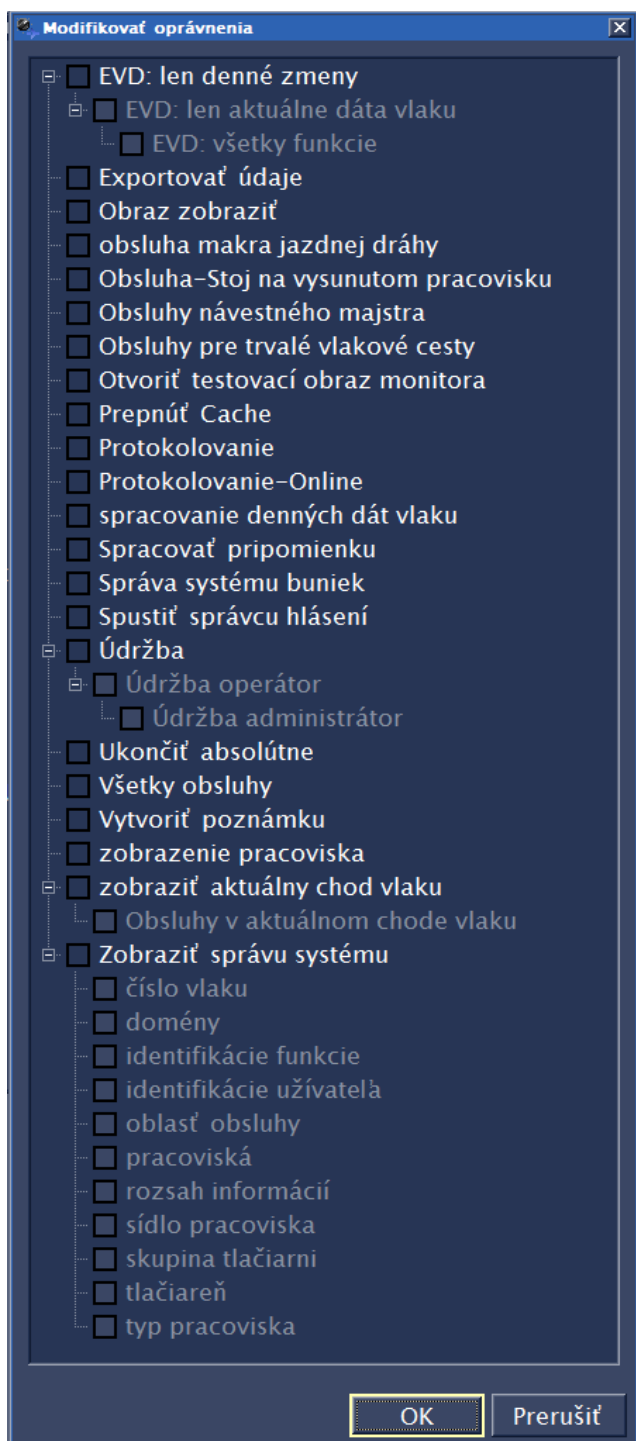 Modifikovať oprávnenia
EVD: len denné zmeny
EVD: len aktuálne dáta vlaku
EVD: všetky funkcie
Exportovať údaje
Obraz zobraziť
obsluha makra jazdnej dráhy
Obsluha-Stoj na vysunutom pracovisku
Obsluhy návestného majstra
Obsluhy pre trvalé vlakové cesty
Otvoriť testovací obraz monitora
Prepnúť Cache
Protokolovanie
Protokolovanie-Online
spracovanie denných dát vlaku
Spracovať pripomienku
Správa systému buniek
Spustiť správcu hlásení
Údržba
Údržba operátor
Údržba administrátor
Ukončiť absolútne
Všetky obsluhy
Vytvoriť poznámku
zobrazenie pracoviska
zobraziť aktuálny chod vlaku
Obsluhy v aktuálnom chode vlaku
Zobraziť správu systému
číslo vlaku
domény
identifikácie funkcie
identifikácie užívateľa
oblasť obsluhy
pracoviská
rozsah informácií
sídlo pracoviska
skupina tlačiarni
tlačiareň
typ pracoviska
OK Prerušiť